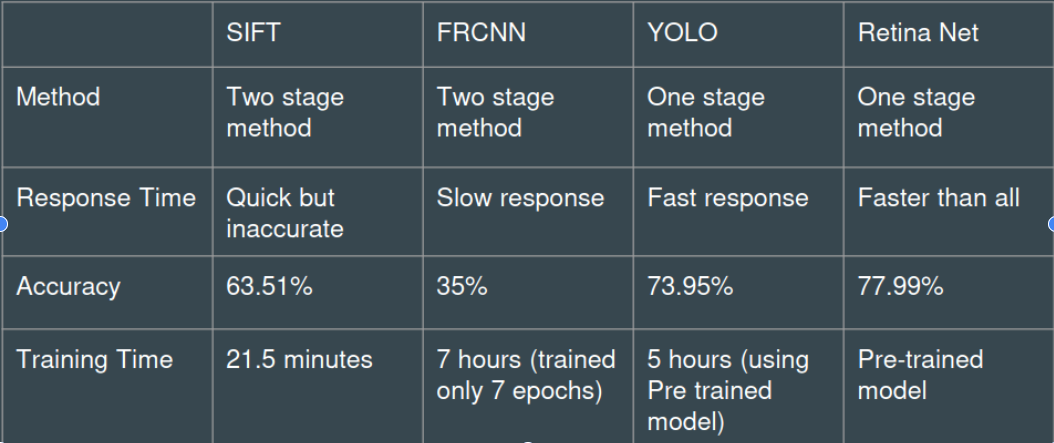 SIFT FRCNN YOLO Retina Net
Method Two stage method Two stage method One stage method One stage method
Response Time Quick but inaccurate Slow response Fast response Faster than all
Accuracy 63.51% 35% 73.95% 77.99%
Training Time 21.5 minutes 7 hours (trained only 7 epochs) 5 hours (using Pre trained model) Pre-trained model